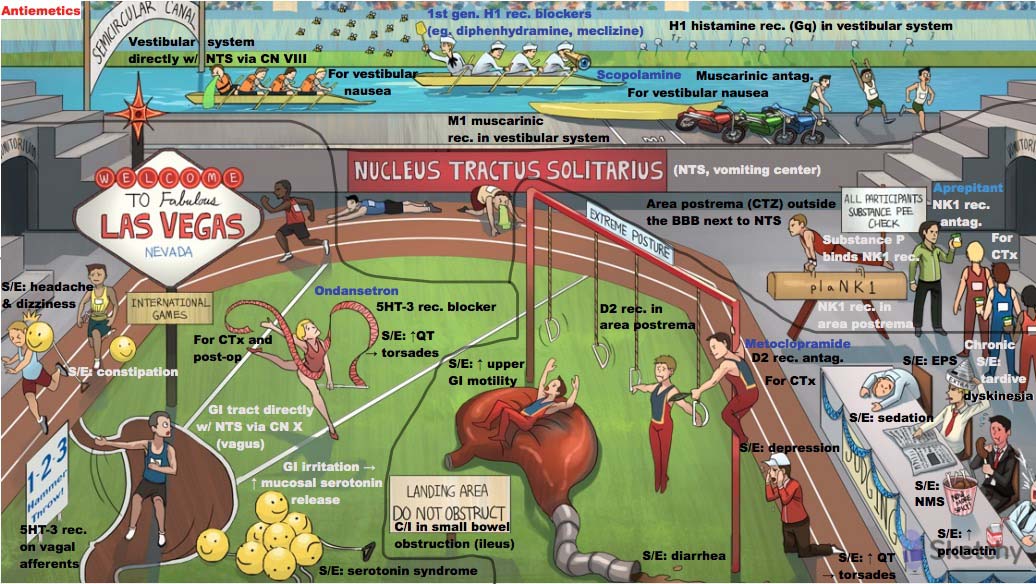 Antiemetics
SEMICIRCULAR CANAL
Vestibular system
directly w/ NTS via CN VIII
For vestibular
nausea
1st gen. H1 rec. blockers
(eg. diphenhydramine, meclizine)
H1 histamine rec. (Gq) in vestibular system
Scopolamine
Muscarinic antag.
For vestibular nausea
M1 muscarinic
rec. in vestibular system
M1
NUCLEUS TRACTUS SOLITARIUS
(NTS, vomiting center)
WELCOME
TO Fabulous
LAS VEGAS
NEVADA
INTERNATIONAL
GAMES
Area postrema (CTZ) outside
the BBB next to NTS
EXTREME POSTURE
ALL PARTICIPANTS
SUBSTANCE PEE
CHECK
Aprepitant
NK1 rec.
antag.
For
CTx
Substance P
binds NK1 rec.
plaNK1
NK1 rec. in
area postrema
S/E: headache
& dizziness
S/E: constipation
Ondansetron
5HT-3 rec. blocker
For CTx and
post-op
S/E: ↑QT
→ torsades
D2 rec. in
area postrema
S/E: ↑ upper
GI motility
Metoclopramide
D2 rec. antag.
For CTx
S/E: EPS
Chronic
S/E:
tardive
dyskinesia
S/E: sedation
GI tract directly
w/ NTS via CN X
(vagus)
GI irritation →
↑ mucosal serotonin
release
1-2-3
Hammer
Throw!
5HT-3 rec.
on vagal
afferents
S/E: serotonin syndrome
LANDING AREA
DO NOT OBSTRUCT
C/I in small bowel
obstruction (ileus)
S/E: depression
S/E: diarrhea
JUDGING
S/E:
NMS
NOW
MORE
SPICY!
S/E: ↑
prolactin
S/E: ↑ QT
→ torsades
Sketchy